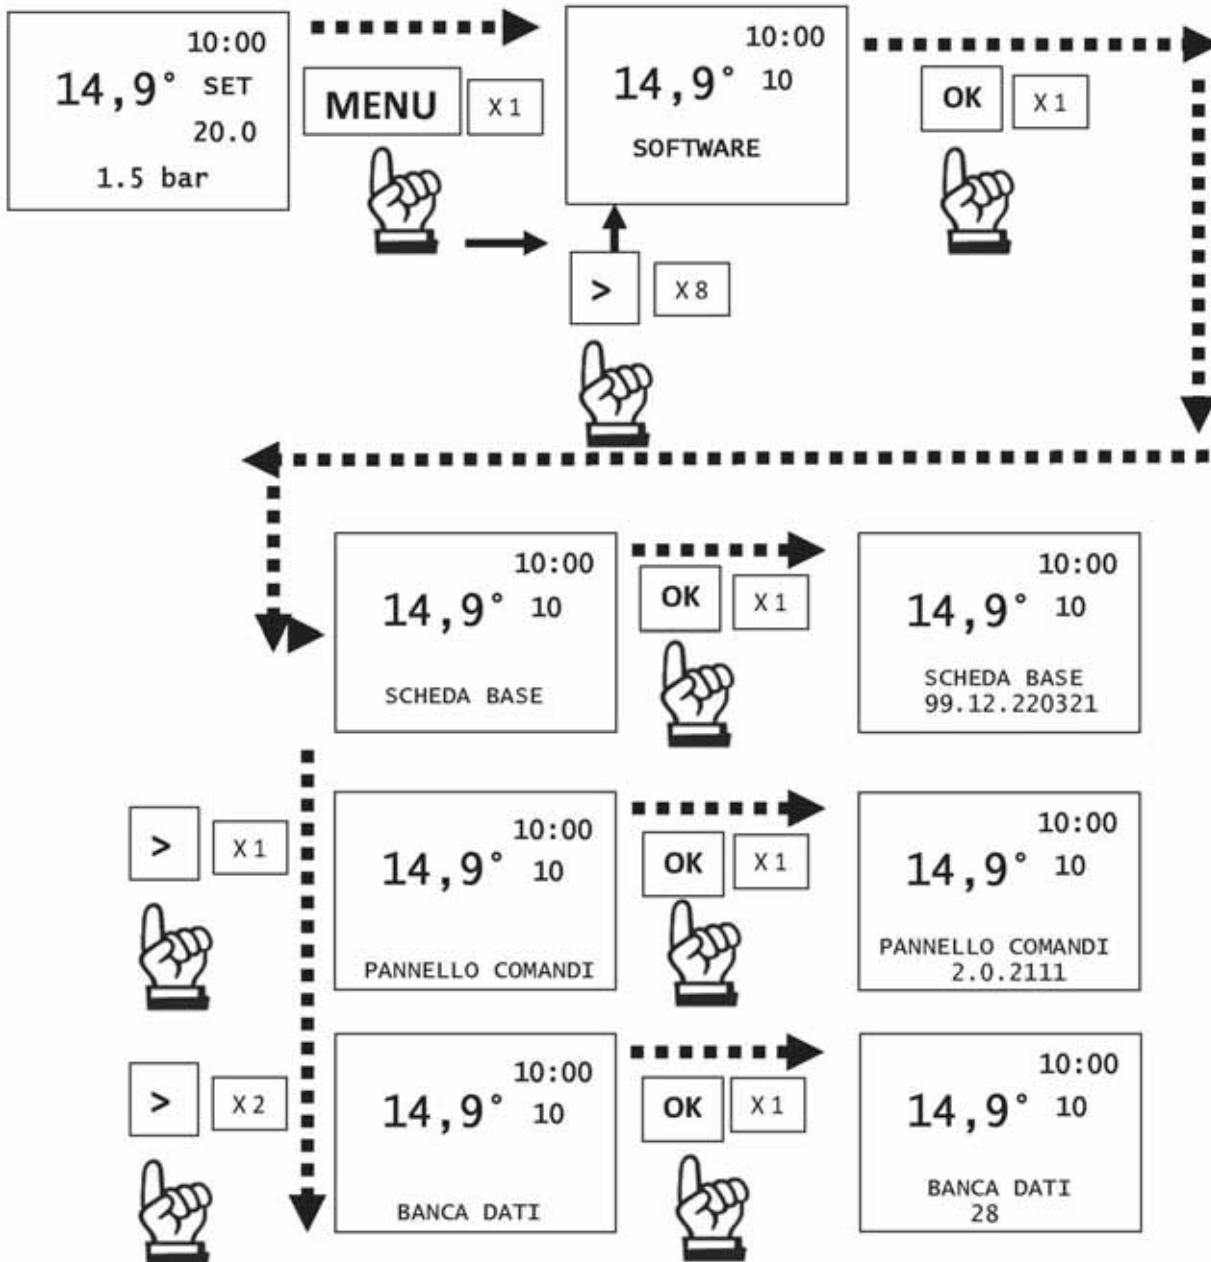 10:00
14,9° SET
20.0
1.5 bar
MENU X 1
10:00
14,9° 10
SOFTWARE
OK X 1
> X 8
10:00
14,9° 10
SCHEDA BASE
OK X 1
10:00
14,9° 10
SCHEDA BASE
99.12.220321
> X 1
10:00
14,9° 10
PANNELLO COMANDI
OK X 1
10:00
14,9° 10
PANNELLO COMANDI
2.0.2111
> X 2
10:00
14,9° 10
BANCA DATI
OK X 1
10:00
14,9° 10
BANCA DATI
28